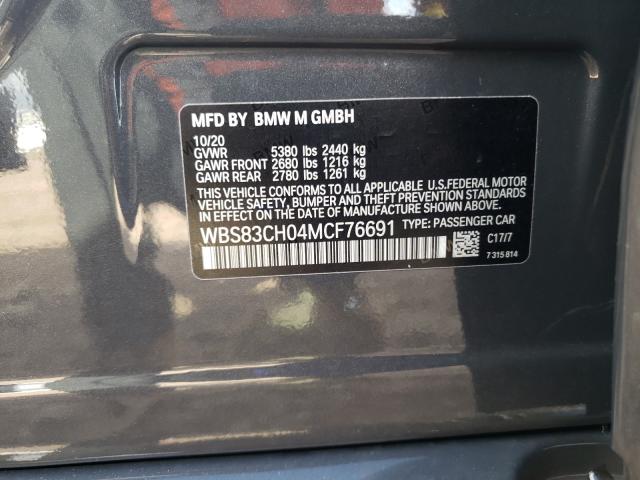 MFD BY BMW M GMBH
10/20
GVWR 5380 lbs 2440 kg
GAWR FRONT 2680 lbs 1216 kg
GAWR REAR 2780 lbs 1261 kg
THIS VEHICLE CONFORMS TO ALL APPLICABLE U.S.FEDERAL MOTOR
VEHICLE SAFETY, BUMPER, AND THEFT PREVENTION STANDARDS
IN EFFECT ON THE DATE OF MANUFACTURE SHOWN ABOVE.
WBS83CH04MCF76691 TYPE: PASSENGER CAR
C17/7
7 315 814